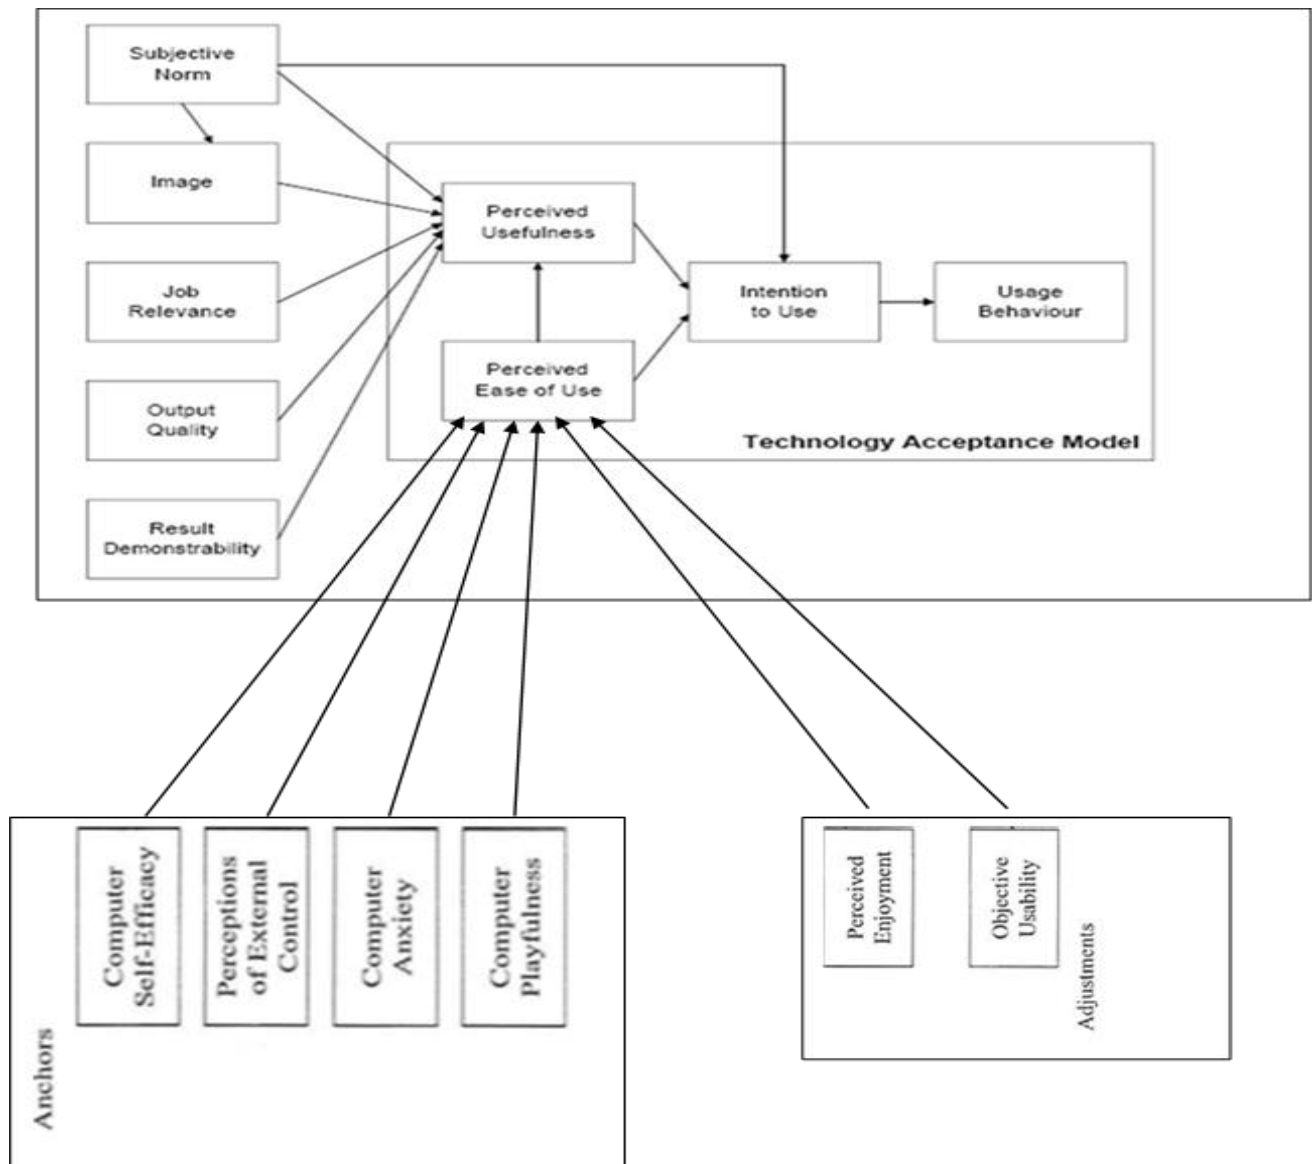 Subjective
Norm
Image
Job
Relevance
Output
Quality
Result
Demonstrability
Perceived
Usefulness
Perceived
Ease of Use
Intention
to Use
Usage
Behaviour
Technology Acceptance Model
Anchors
Computer
Self-Efficacy
Perceptions
of External
Control
Computer
Anxiety
Computer
Playfulness
Perceived
Enjoyment
Objective
Usability
Adjustments